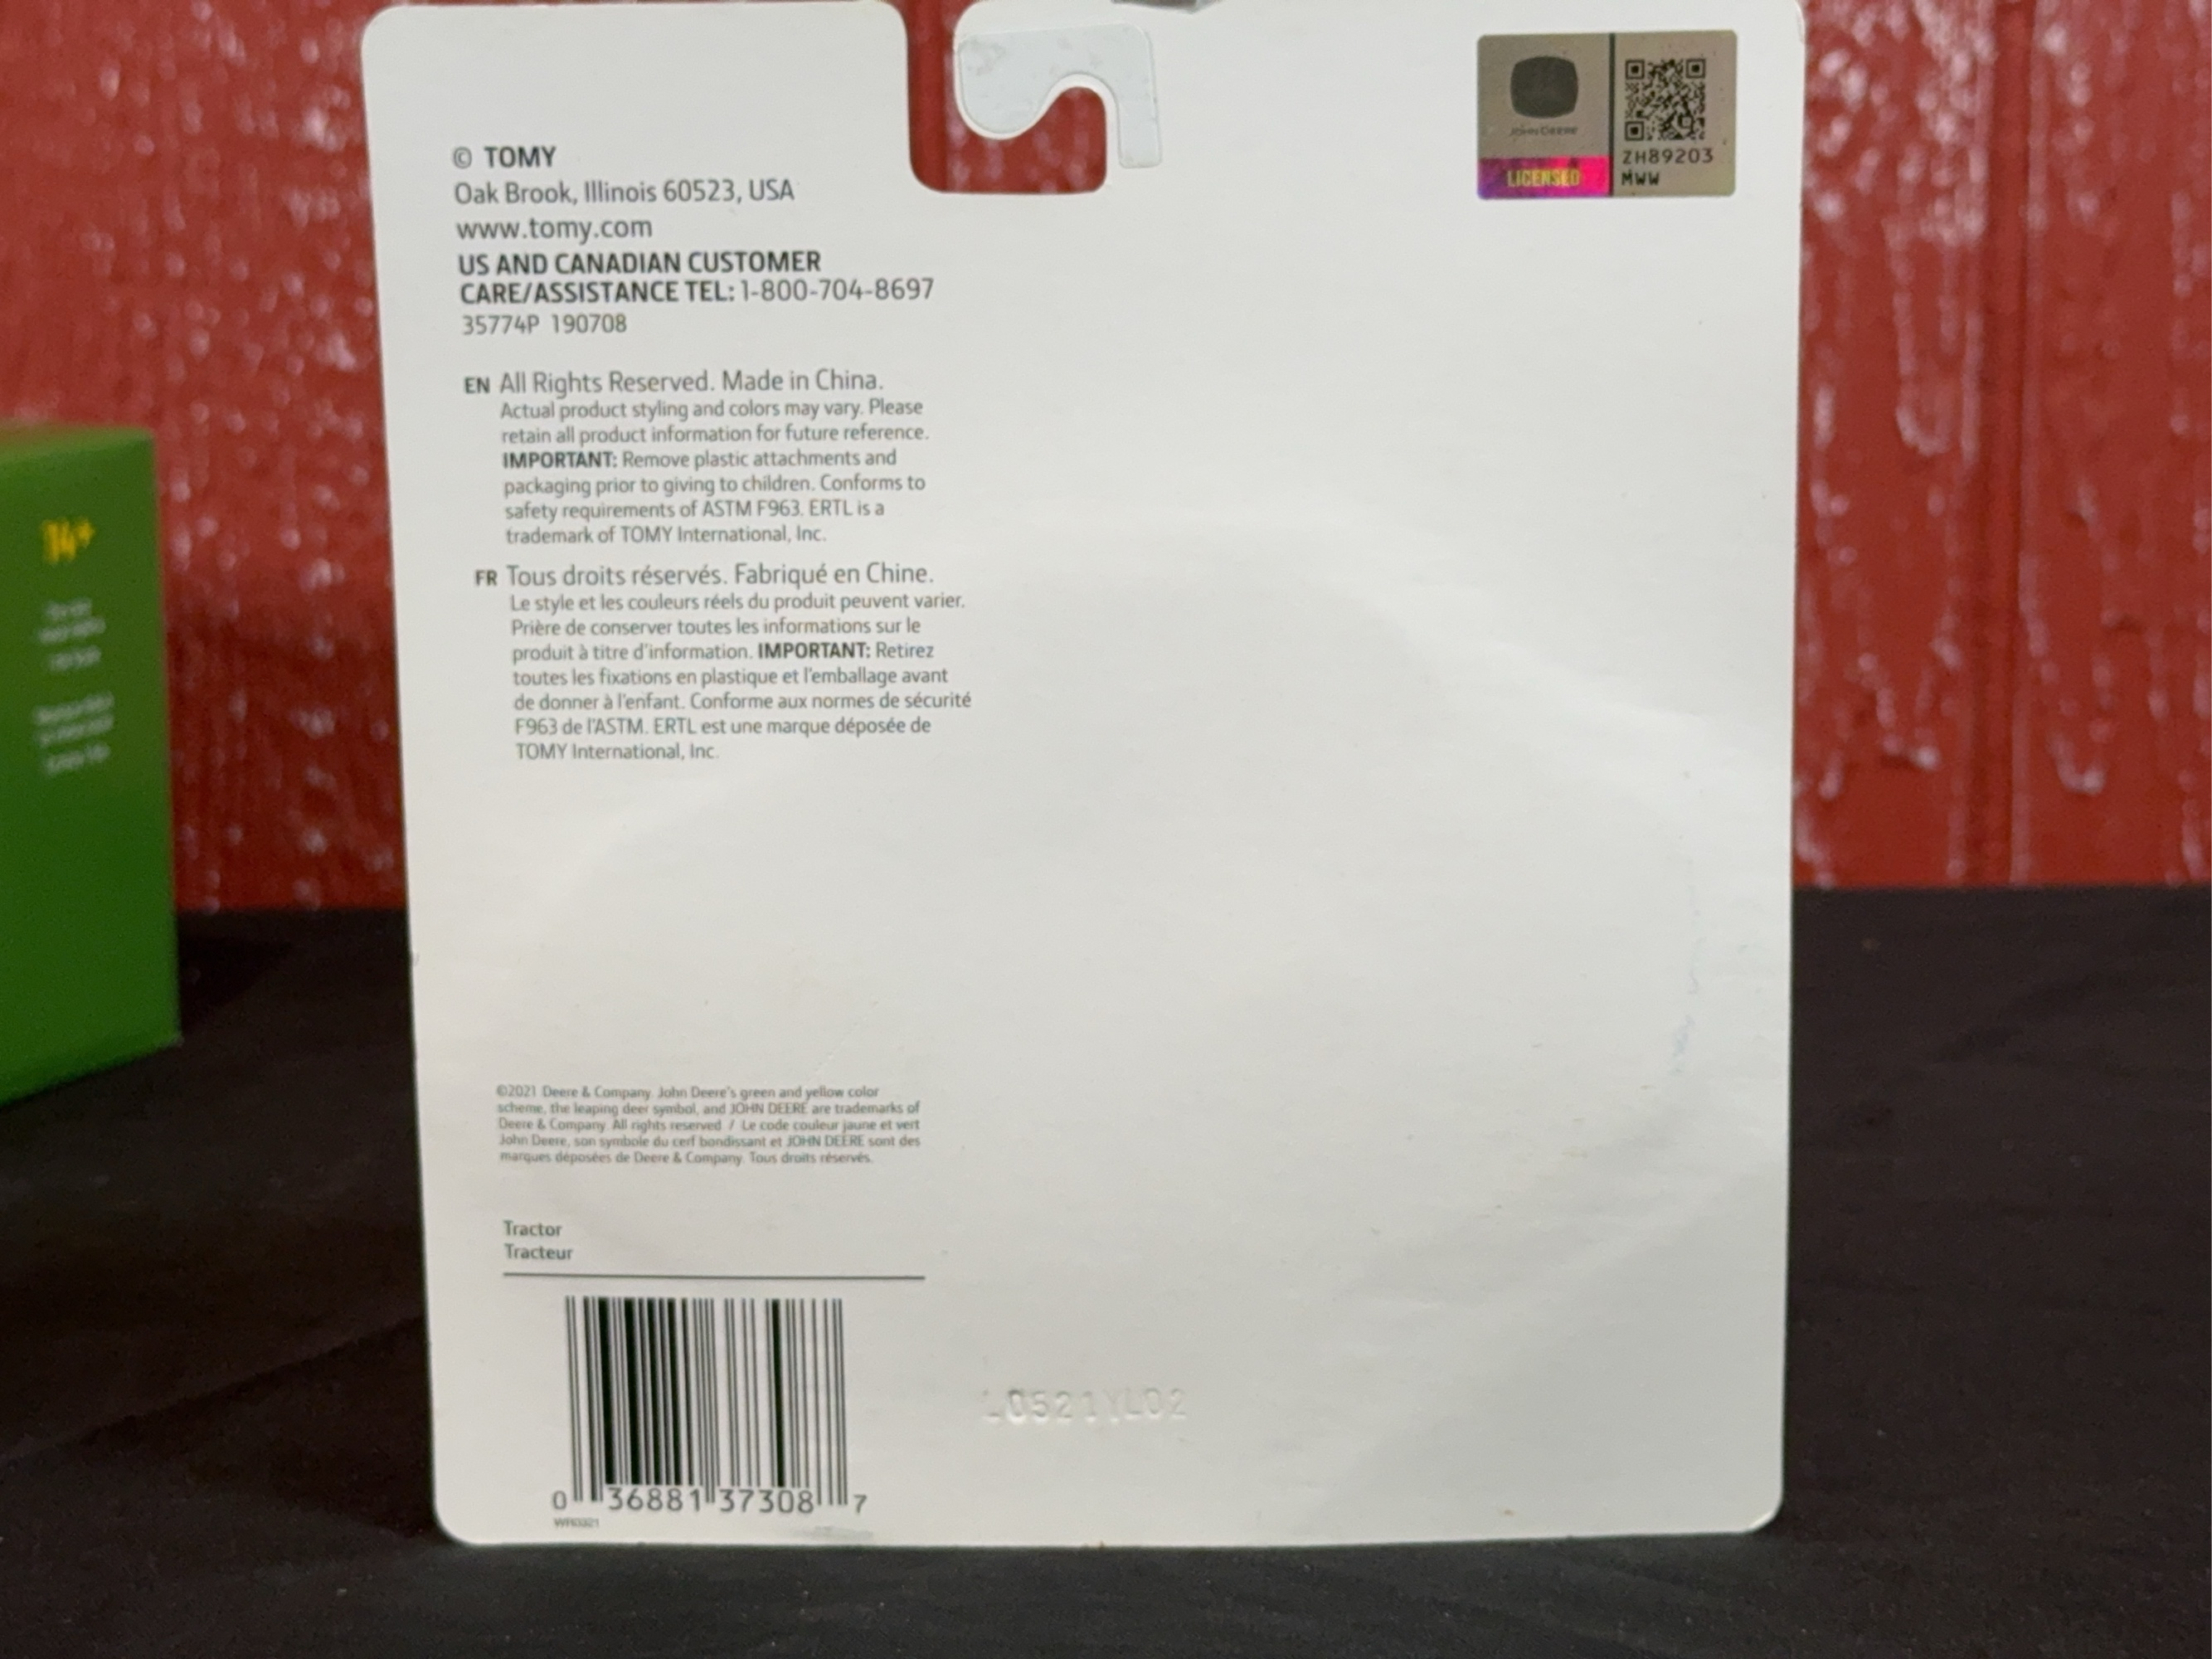 © TOMY
Oak Brook, Illinois 60523, USA
www.tomy.com
US AND CANADIAN CUSTOMER
CARE/ASSISTANCE TEL: 1-800-704-8697
35774P 190708
EN All Rights Reserved. Made in China.
Actual product styling and colors may vary. Please
retain all product information for future reference.
IMPORTANT: Remove plastic attachments and
packaging prior to giving to children. Conforms to
safety requirements of ASTM F963. ERTL is a
trademark of TOMY International, Inc.
FR Tous droits réservés. Fabriqué en Chine.
Le style et les couleurs réels du produit peuvent varier.
Prière de conserver toutes les informations sur le
produit à titre d'information. IMPORTANT: Retirez
toutes les fixations en plastique et l'emballage avant
de donner à l'enfant. Conforme aux normes de sécurité
F963 de l'ASTM. ERTL est une marque déposée de
TOMY International, Inc.
©2021 Deere & Company. John Deere's green and yellow color
scheme, the leaping deer symbol, and JOHN DEERE are trademarks of
Deere & Company. All rights reserved / Le code couleur jaune et vert
John Deere, son symbole du cerf bondissant et JOHN DEERE sont des
marques déposées de Deere & Company. Tous droits réservés.
Tractor
Tracteur
0 36881 37308 7
L0521YL02
JOHN DEERE
LICENSED
ZH89203
MWW
14+